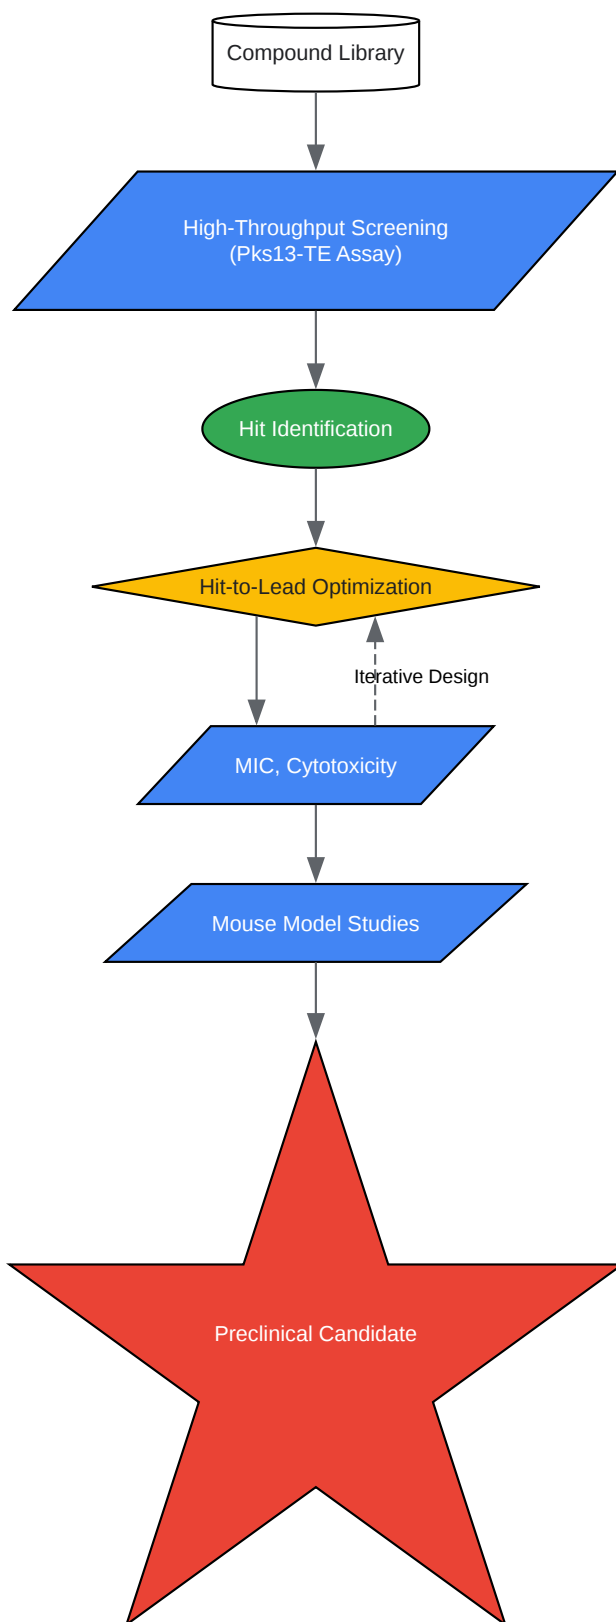 Compound Library
High-Throughput Screening
(Pks13-TE Assay)
Hit Identification
Hit-to-Lead Optimization
Iterative Design
MIC, Cytotoxicity
Mouse Model Studies
Preclinical Candidate